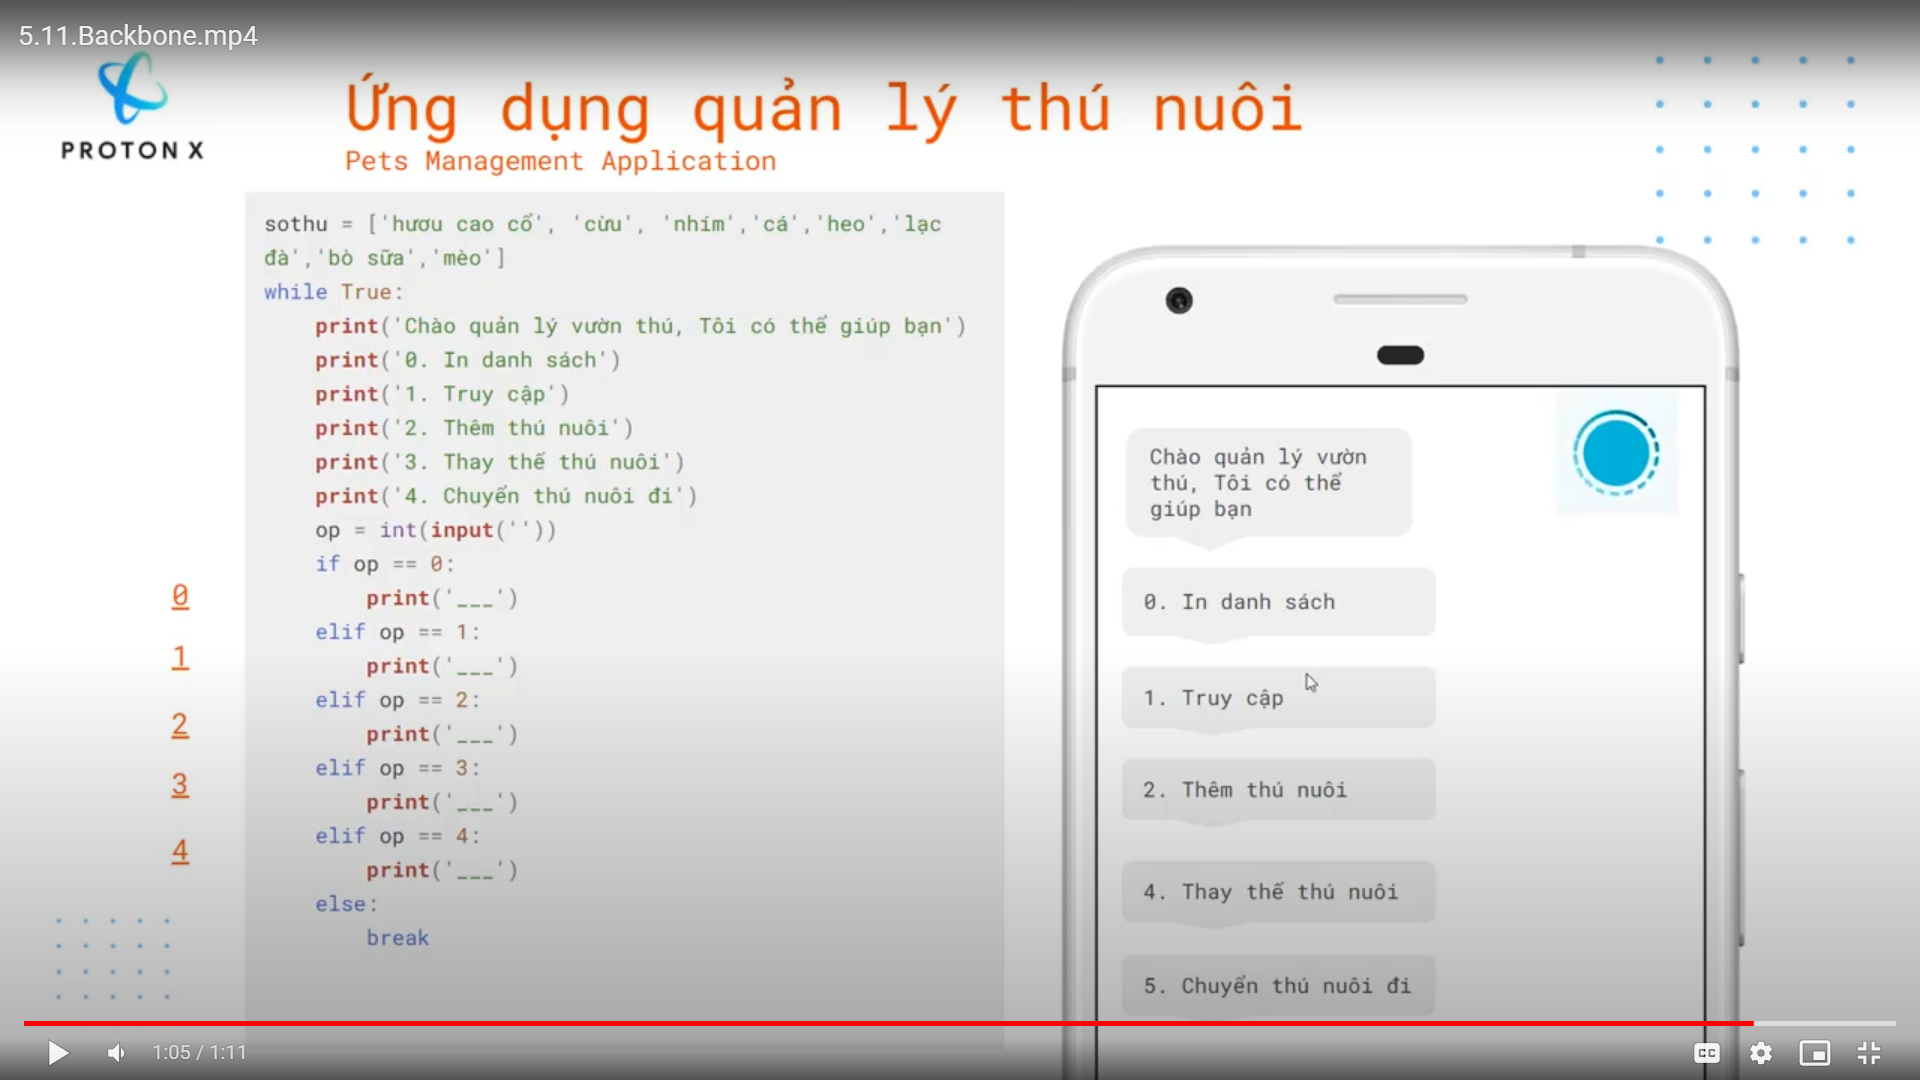 5.11.Backbone.mp4
PROTON X
Ứng dụng quản lý thú nuôi
Pets Management Application
sothu = ['hươu cao cổ', 'cừu', 'nhím','cá','heo','lạc
đà','bò sữa','mèo']
while True:
    print('Chào quản lý vườn thú, Tôi có thể giúp bạn')
    print('0. In danh sách')
    print('1. Truy cập')
    print('2. Thêm thú nuôi')
    print('3. Thay thế thú nuôi')
    print('4. Chuyển thú nuôi đi')
    op = int(input(''))
    if op == 0:
        print('___')
    elif op == 1:
        print('___')
    elif op == 2:
        print('___')
    elif op == 3:
        print('___')
    elif op == 4:
        print('___')
    else:
        break
0
1
2
3
4
Chào quản lý vườn
thú, Tôi có thể
giúp bạn
0. In danh sách
1. Truy cập
2. Thêm thú nuôi
4. Thay thế thú nuôi
5. Chuyển thú nuôi đi
1:05 / 1:11
CC